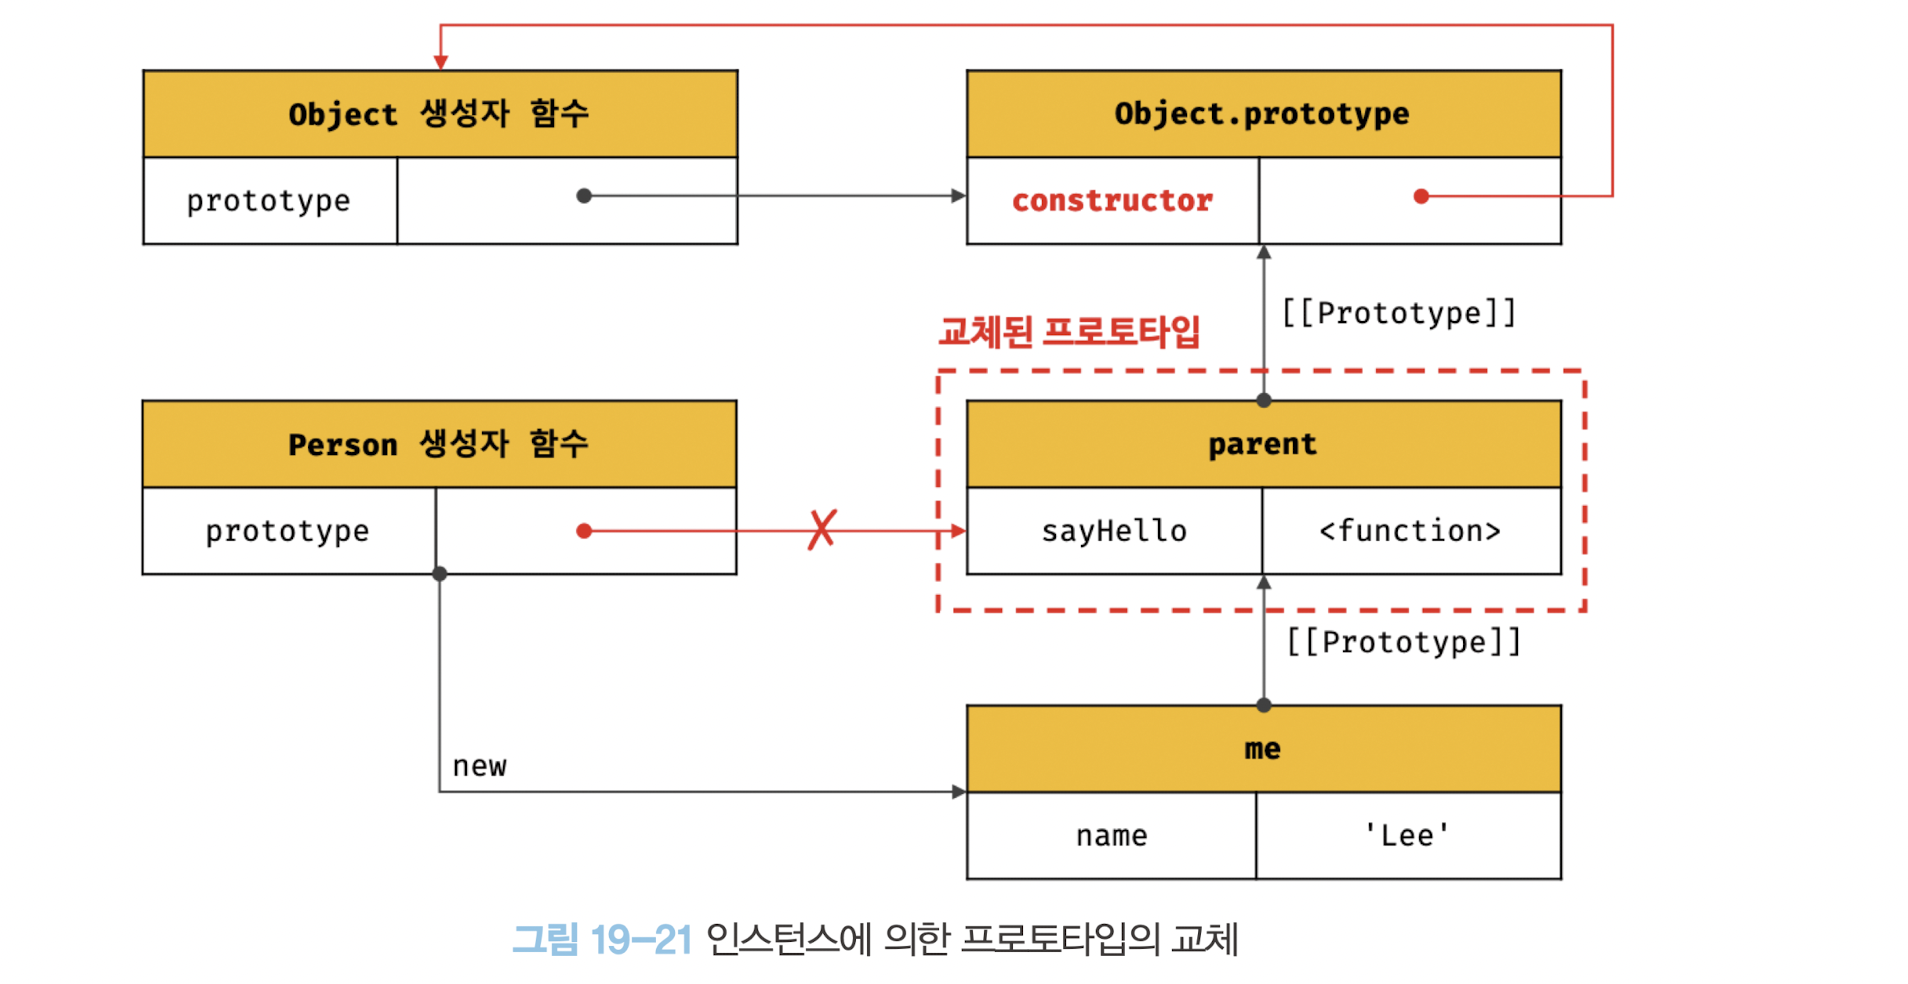 Object 생성자 함수
Object.prototype
prototype
constructor
[[Prototype]]
교체된 프로토타입
Person 생성자 함수
parent
prototype
sayHello
<function>
[[Prototype]]
me
new
name
'Lee'
그림 19–21 인스턴스에 의한 프로토타입의 교체